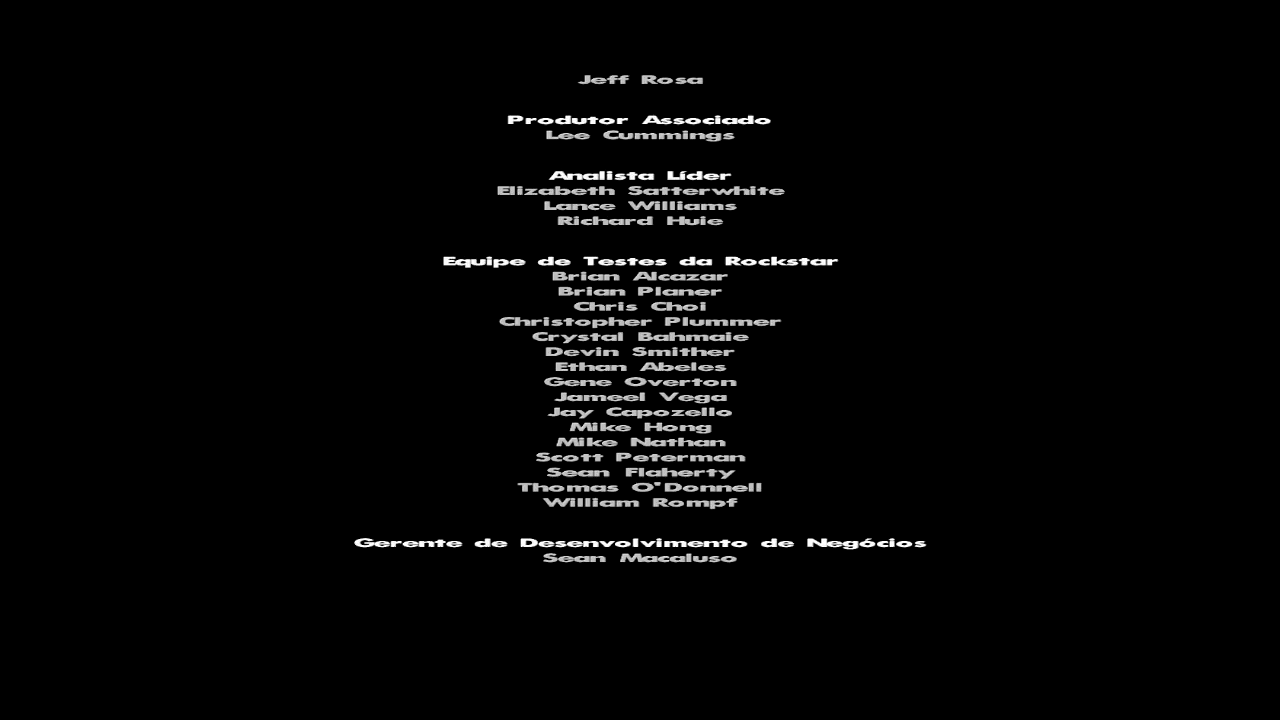 Jeff Rosa
Produtor Associado
Lee Cummings
Analista Líder
Elizabeth Satterwhite
Lance Williams
Richard Huie
Equipe de Testes da Rockstar
Brian Alcazar
Brian Planer
Chris Choi
Christopher Plummer
Crystal Bahmaie
Devin Smither
Ethan Abeles
Gene Overton
Jameel Vega
Jay Capozello
Mike Hong
Mike Nathan
Scott Peterman
Sean Flaherty
Thomas O'Donnell
William Rompf
Gerente de Desenvolvimento de Negócios
Sean Macaluso